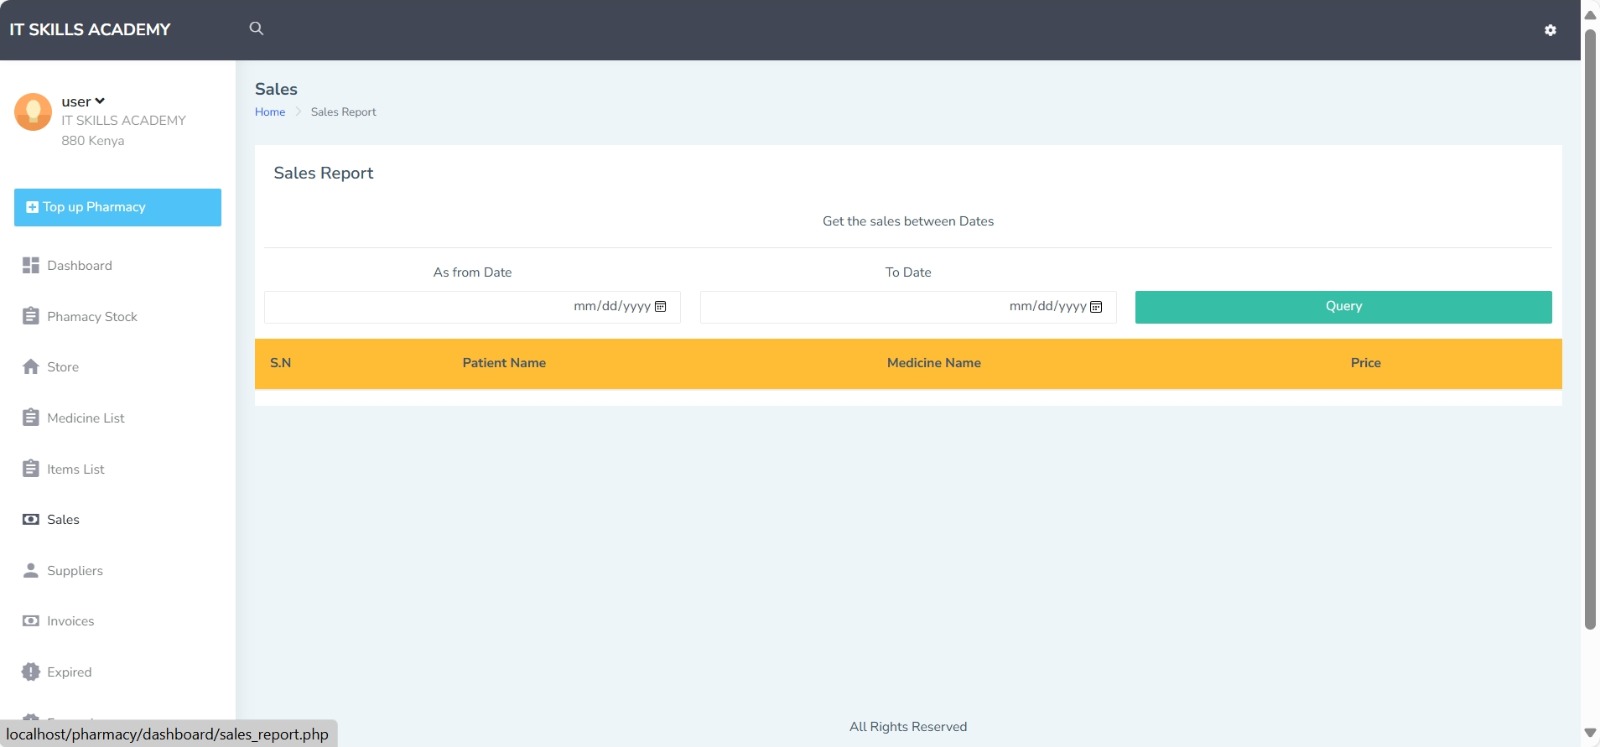 IT SKILLS ACADEMY
user
IT SKILLS ACADEMY
880 Kenya
Top up Pharmacy
Dashboard
Phamacy Stock
Store
Medicine List
Items List
Sales
Suppliers
Invoices
Expired
localhost/pharmacy/dashboard/sales_report.php
Sales
Home Sales Report
Sales Report
Get the sales between Dates
As from Date To Date
mm/dd/yyyy mm/dd/yyyy Query
S.N Patient Name Medicine Name Price
All Rights Reserved